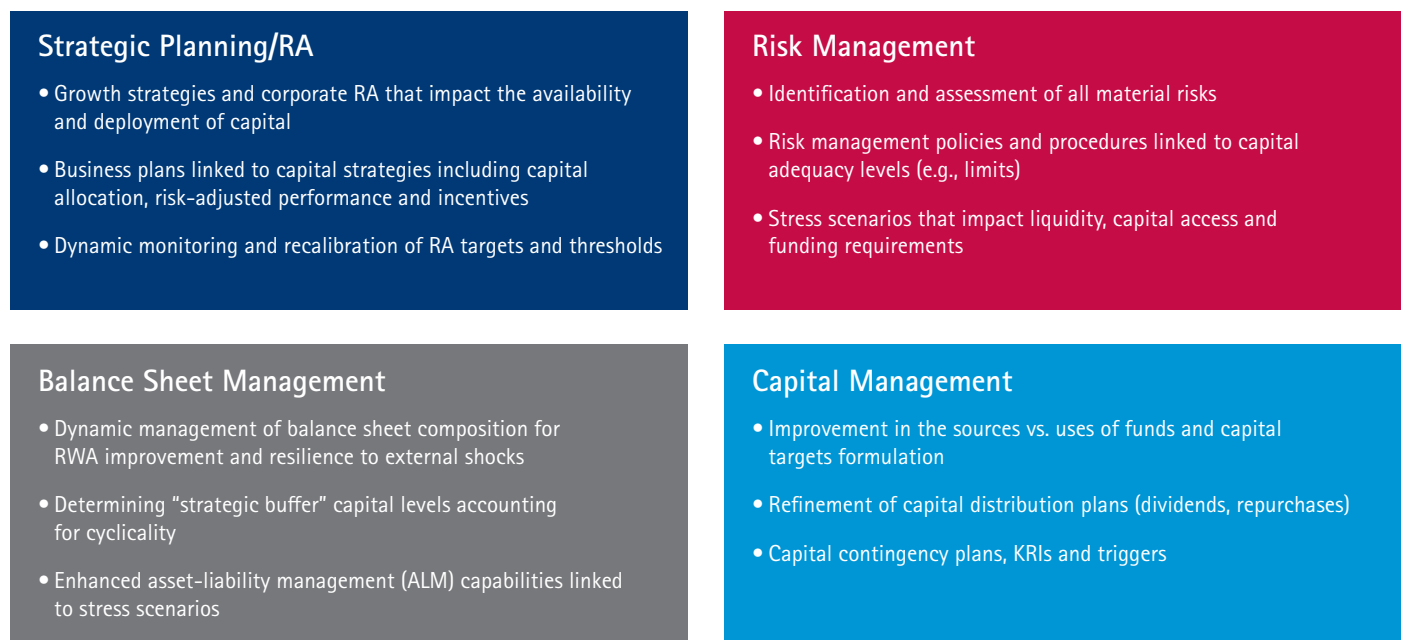 Strategic Planning/RA
• Growth strategies and corporate RA that impact the availability
and deployment of capital
• Business plans linked to capital strategies including capital
allocation, risk-adjusted performance and incentives
• Dynamic monitoring and recalibration of RA targets and thresholds
Risk Management
• Identification and assessment of all material risks
• Risk management policies and procedures linked to capital
adequacy levels (e.g., limits)
• Stress scenarios that impact liquidity, capital access and
funding requirements
Balance Sheet Management
• Dynamic management of balance sheet composition for
RWA improvement and resilience to external shocks
• Determining “strategic buffer” capital levels accounting
for cyclicality
• Enhanced asset-liability management (ALM) capabilities linked
to stress scenarios
Capital Management
• Improvement in the sources vs. uses of funds and capital
targets formulation
• Refinement of capital distribution plans (dividends, repurchases)
• Capital contingency plans, KRIs and triggers